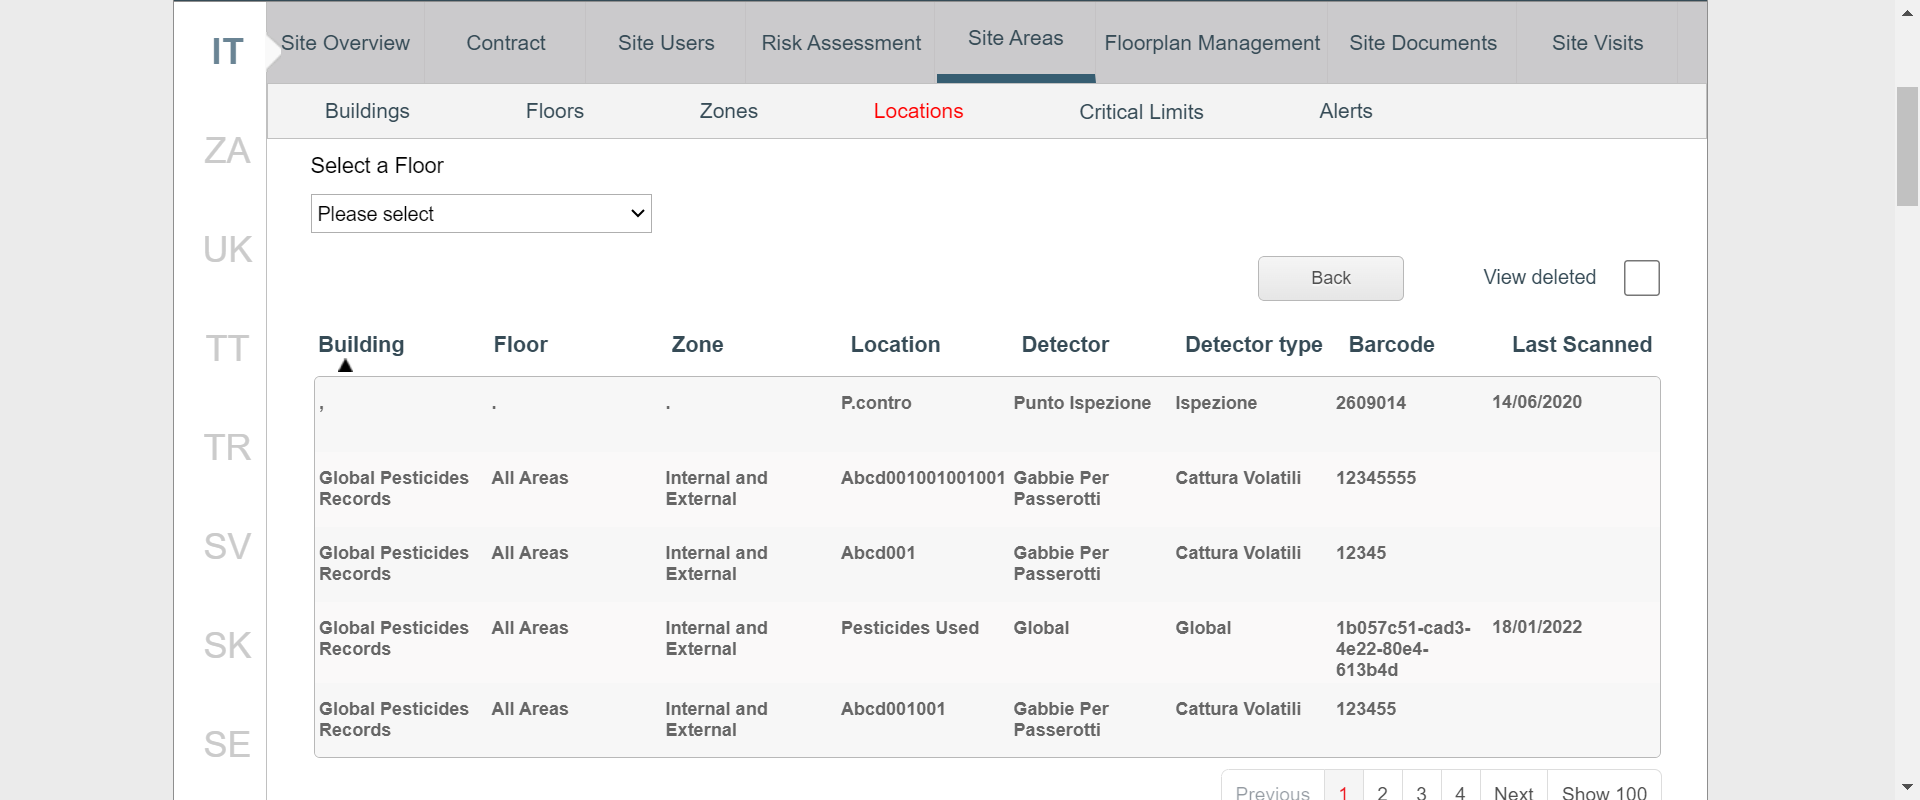 IT
Site Overview Contract Site Users Risk Assessment Site Areas Floorplan Management Site Documents Site Visits
Buildings Floors Zones Locations Critical Limits Alerts
ZA
UK
TT
TR
SV
SK
SE
Select a Floor
Please select
Back View deleted
Building Floor Zone Location Detector Detector type Barcode Last Scanned
, . . P.contro Punto Ispezione Ispezione 2609014 14/06/2020
Global Pesticides All Areas Internal and Abcd001001001001 Gabbie Per Cattura Volatili 12345555
Records External Passerotti
Global Pesticides All Areas Internal and Abcd001 Gabbie Per Cattura Volatili 12345
Records External Passerotti
Global Pesticides All Areas Internal and Pesticides Used Global Global 1b057c51-cad3- 18/01/2022
Records External 4e22-80e4-
613b4d
Global Pesticides All Areas Internal and Abcd001001 Gabbie Per Cattura Volatili 123455
Records External Passerotti
Previous 1 2 3 4 Next Show 100